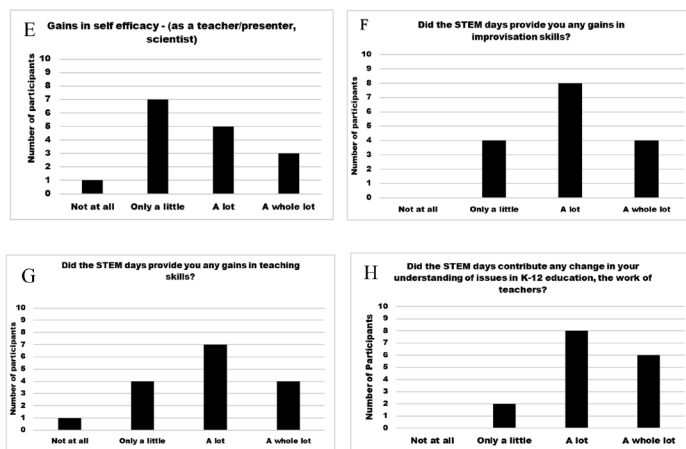 E
Gains in self efficacy - (as a teacher/presenter,
scientist)
Number of participants
10
9
8
7
6
5
4
3
2
1
0
Not at all Only a little A lot A whole lot
F
Did the STEM days provide you any gains in
improvisation skills?
Number of participants
10
9
8
7
6
5
4
3
2
1
0
Not at all Only a little A lot A whole lot
G
Did the STEM days provide you any gains in teaching
skills?
Number of participants
10
9
8
7
6
5
4
3
2
1
0
Not at all Only a little A lot A whole lot
H
Did the STEM days contribute any change in your
understanding of issues in K-12 education, the work of
teachers?
Number of Participants
10
9
8
7
6
5
4
3
2
1
0
Not at all Only a little A lot A whole lot